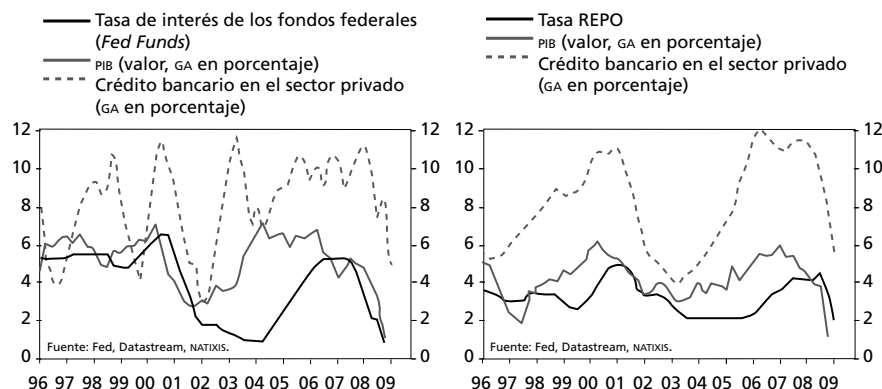 Tasa de interés de los fondos federales
(Fed Funds)
PIB (valor, GA en porcentaje)
Crédito bancario en el sector privado
(GA en porcentaje)
12 12
10 10
8 8
6 6
4 4
2 2
0 0
Fuente: Fed, Datastream, NATIXIS.
96 97 98 99 00 01 02 03 04 05 06 07 08 09
Tasa REPO
PIB (valor, GA en porcentaje)
Crédito bancario en el sector privado
(GA en porcentaje)
12 12
10 10
8 8
6 6
4 4
2 2
0 0
Fuente: Fed, Datastream, NATIXIS.
96 97 98 99 00 01 02 03 04 05 06 07 08 09